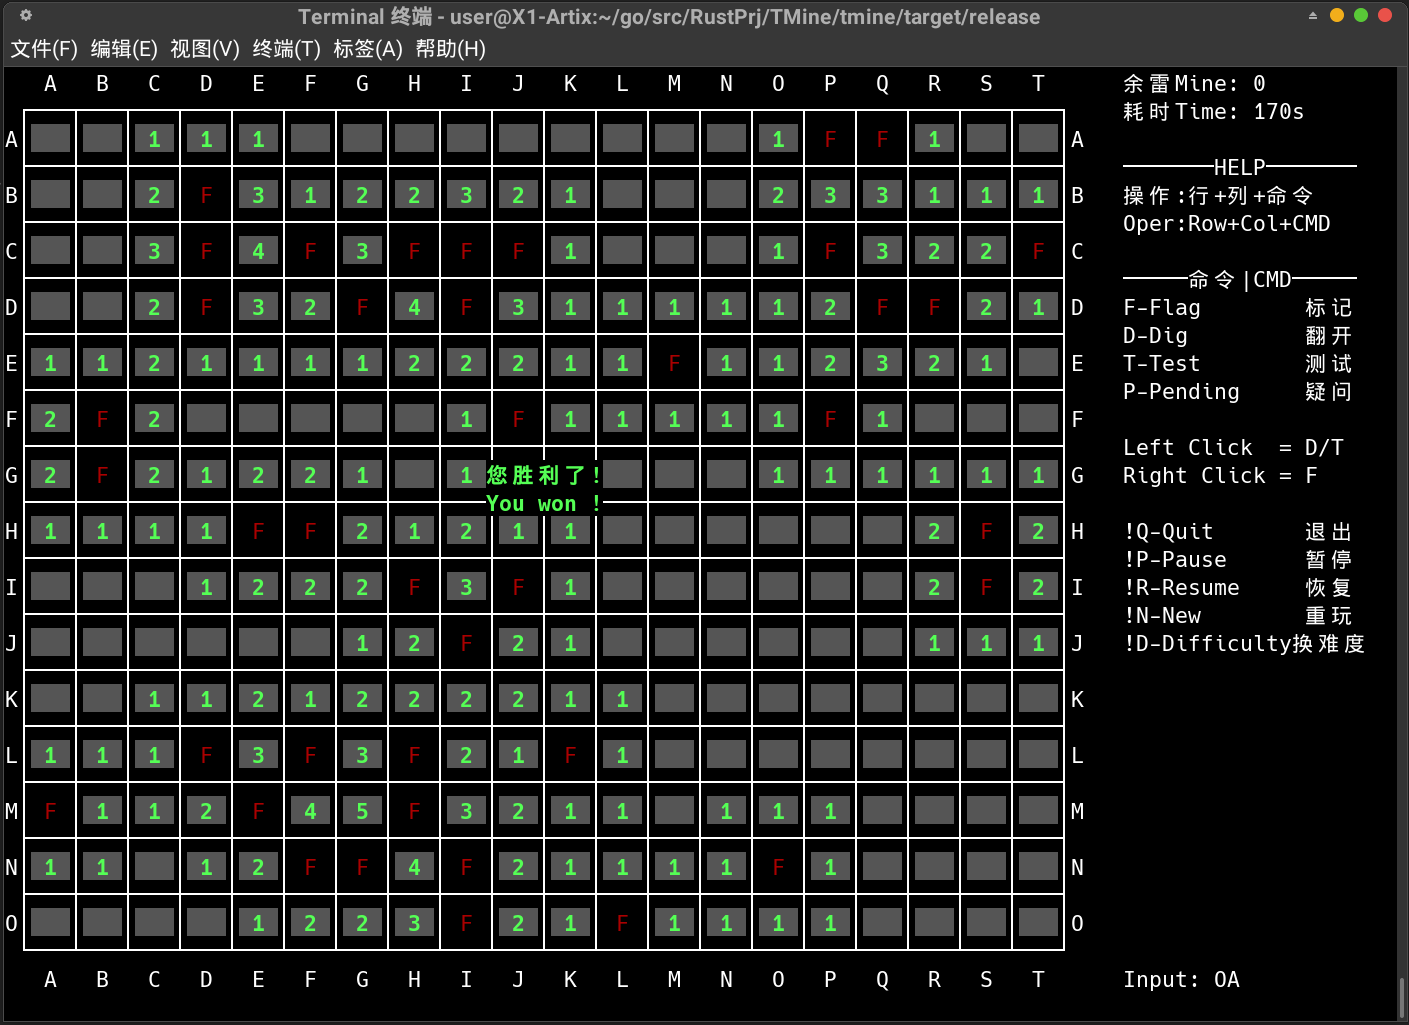 Terminal 终端 - user@X1-Artix:~/go/src/RustPrj/TMine/tmine/target/release
文件(F) 编辑(E) 视图(V) 终端(T) 标签(A) 帮助(H)
A B C D E F G H I J K L M N O P Q R S T
余雷Mine: 0
耗时Time: 170s
A 1 1 1 1 F F 1 A
HELP
B 2 F 3 1 2 2 3 2 1 2 3 3 1 1 1 B
操作:行+列+命令
Oper:Row+Col+CMD
C 3 F 4 F 3 F F F 1 1 F 3 2 2 F C
命令|CMD
D 2 F 3 2 F 4 F 3 1 1 1 1 1 2 F F 2 1 D
F-Flag 标记
D-Dig 翻开
E 1 1 2 1 1 1 1 2 2 2 1 1 F 1 1 2 3 2 1 E
T-Test 测试
P-Pending 疑问
F 2 F 2 1 F 1 1 1 1 1 F 1 F
Left Click = D/T
G 2 F 2 1 2 2 1 1 您胜利了! 1 1 1 1 1 1 G
Right Click = F
You won !
H 1 1 1 1 F F 2 1 2 1 1 2 F 2 H
!Q-Quit 退出
!P-Pause 暂停
I 1 2 2 2 F 3 F 1 2 F 2 I
!R-Resume 恢复
!N-New 重玩
J 1 2 F 2 1 1 1 1 J
!D-Difficulty换难度
K 1 1 2 1 2 2 2 2 1 1 K
L 1 1 1 F 3 F 3 F 2 1 F 1 L
M F 1 1 2 F 4 5 F 3 2 1 1 1 1 1 M
N 1 1 1 2 F F 4 F 2 1 1 1 1 F 1 N
O 1 2 2 3 F 2 1 F 1 1 1 1 O
A B C D E F G H I J K L M N O P Q R S T
Input: OA